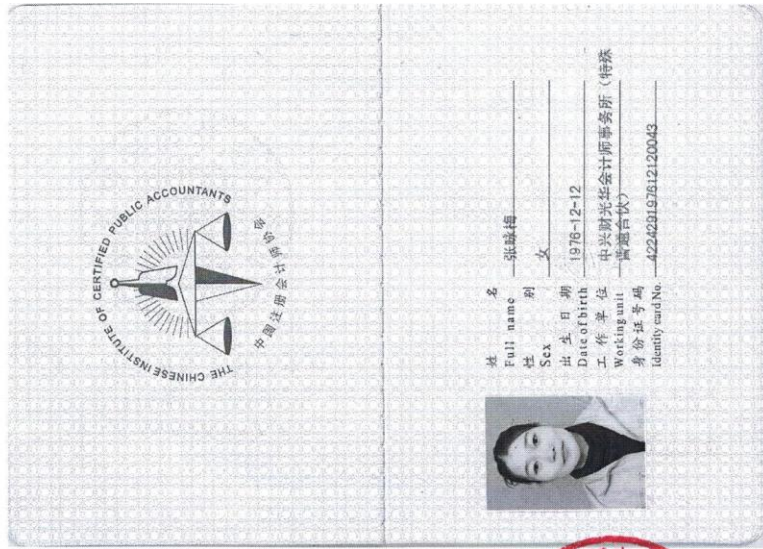 THE CHINESE INSTITUTE OF CERTIFIED PUBLIC ACCOUNTANTS
中国注册会计师协会
姓 名 张咏梅
Full name
性 别 女
Sex
出 生 日 期 1976-12-12
Date of birth
工 作 单 位 中兴财光华会计师事务所（特殊
Working unit 普通合伙）
身 份 证 号 码 422429197612120043
Identity card No.